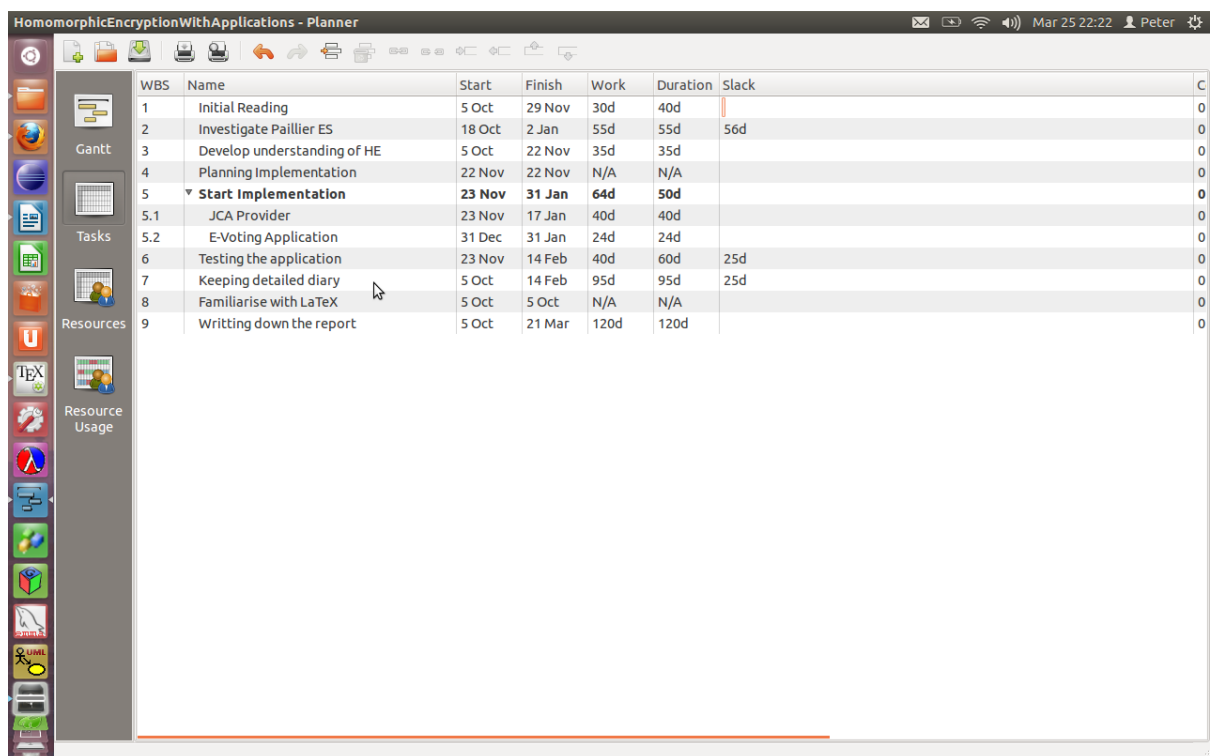 HomomorphicEncryptionWithApplications - Planner Mar 25 22:22 Peter
WBS Name Start Finish Work Duration Slack C
1 Initial Reading 5 Oct 29 Nov 30d 40d 0
2 Investigate Paillier ES 18 Oct 2 Jan 55d 55d 56d 0
3 Develop understanding of HE 5 Oct 22 Nov 35d 35d 0
4 Planning Implementation 22 Nov 22 Nov N/A N/A 0
5 Start Implementation 23 Nov 31 Jan 64d 50d 0
5.1 JCA Provider 23 Nov 17 Jan 40d 40d 0
5.2 E-Voting Application 31 Dec 31 Jan 24d 24d 0
6 Testing the application 23 Nov 14 Feb 40d 60d 25d 0
7 Keeping detailed diary 5 Oct 14 Feb 95d 95d 25d 0
8 Familiarise with LaTeX 5 Oct 5 Oct N/A N/A 0
9 Writting down the report 5 Oct 21 Mar 120d 120d 0
Gantt
Tasks
Resources
Resource
Usage
U
TEX
λ
emma
UML